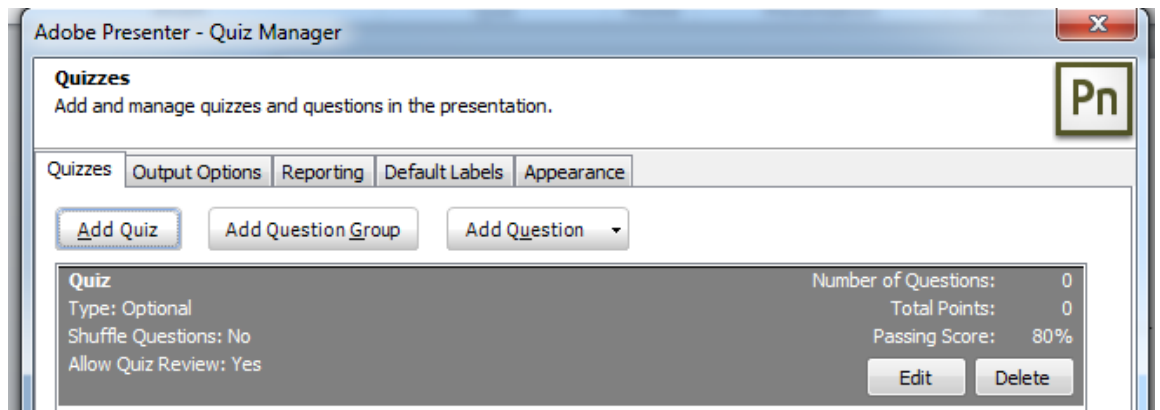 Adobe Presenter - Quiz Manager
x
Quizzes
Add and manage quizzes and questions in the presentation.
Pn
Quizzes Output Options Reporting Default Labels Appearance
Add Quiz Add Question Group Add Question
Quiz Number of Questions: 0
Type: Optional Total Points: 0
Shuffle Questions: No Passing Score: 80%
Allow Quiz Review: Yes
Edit Delete